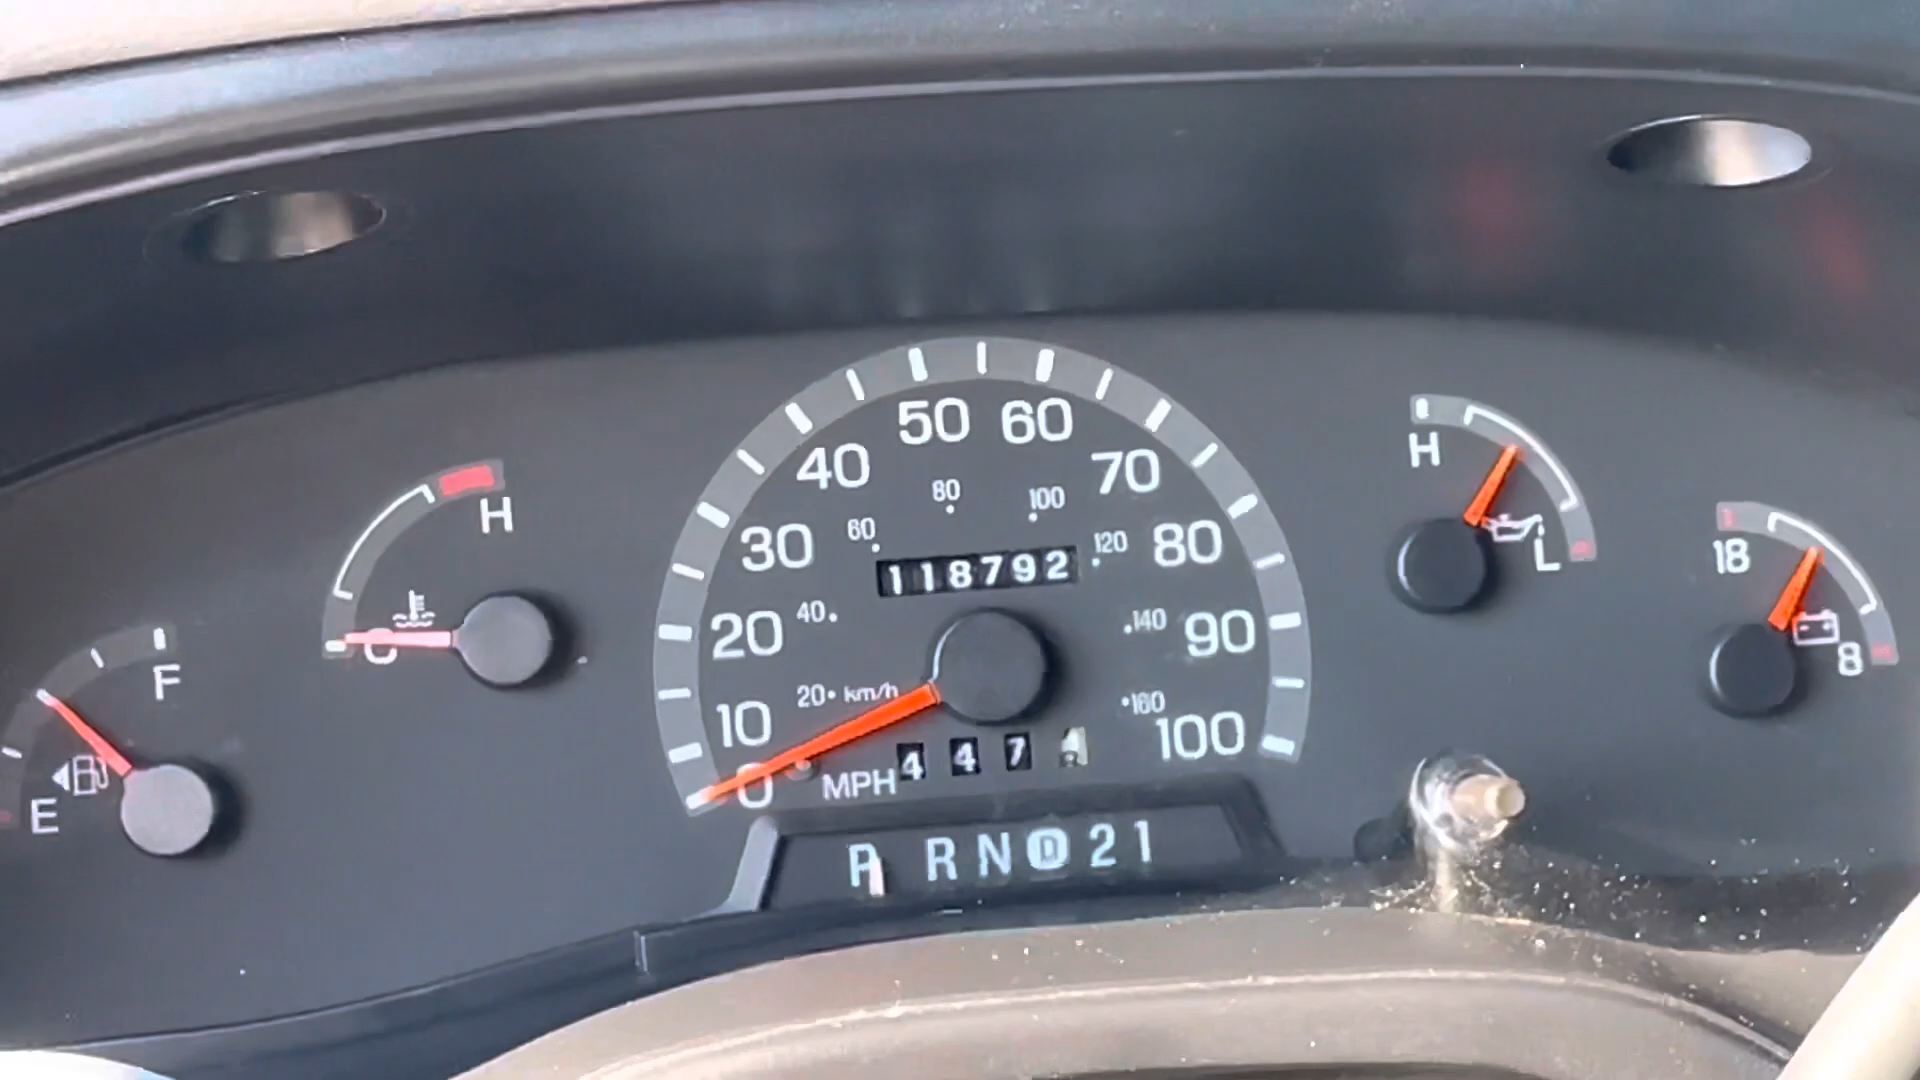 50 60
40 70
80 100
60 120
30 80
118792
H
H
L
18
8
20 40 140 90
F
C
20 km/h 160
10 100
E
0 MPH 4 4 7
P R N D 2 1